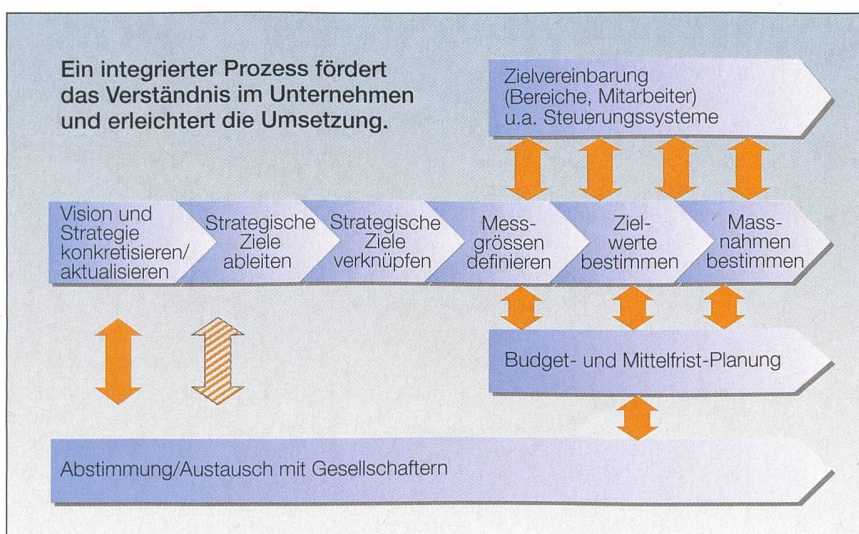 Ein integrierter Prozess fördert
das Verständnis im Unternehmen
und erleichtert die Umsetzung.
Zielvereinbarung
(Bereiche, Mitarbeiter)
u.a. Steuerungssysteme
Vision und
Strategie
konkretisieren/
aktualisieren
Strategische
Ziele
ableiten
Strategische
Ziele
verknüpfen
Mess-
grössen
definieren
Ziel-
werte
bestimmen
Mass-
nahmen
bestimmen
Budget- und Mittelfrist-Planung
Abstimmung/Austausch mit Gesellschaftern